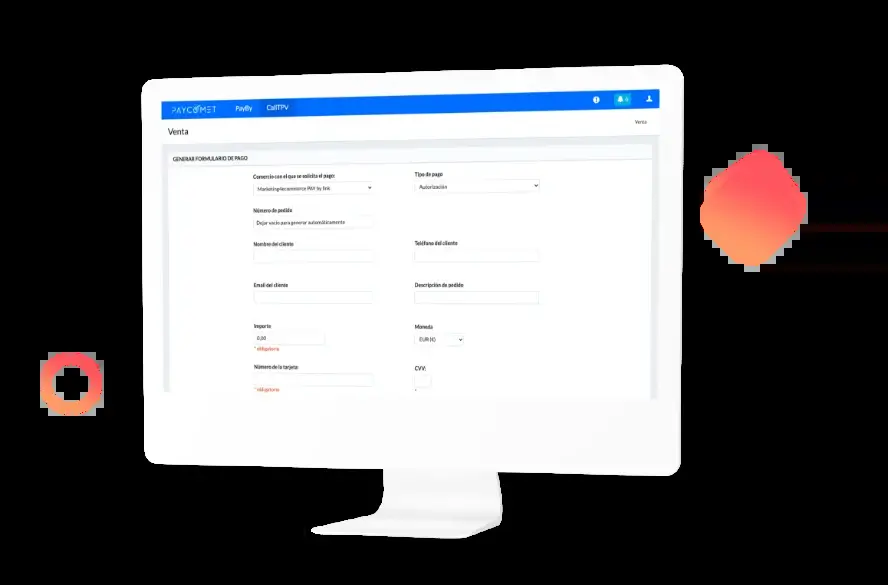 PAYCOMET PayBy CallTPV
Venta
Venta
GENERAR FORMULARIO DE PAGO
Comercio con el que se solicita el pago:
Tipo de pago
Marketing4ecommerce PAY by link
Autorización
Número de pedido
Dejar vacío para generar automáticamente
Nombre del cliente
Teléfono del cliente
Email del cliente
Descripción de pedido
Importe
Moneda
0,00
EUR (€)
* obligatorio
Número de la tarjeta
CVV:
* obligatorio
*